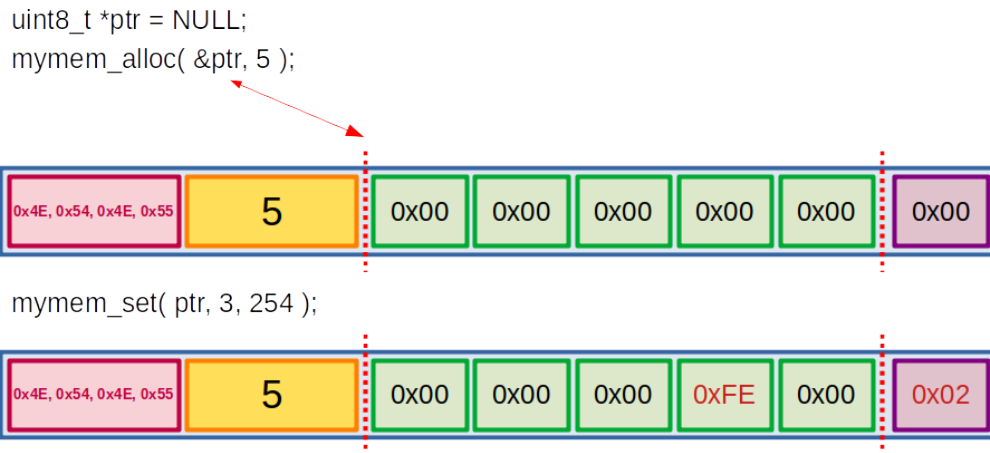 uint8_t *ptr = NULL;
mymem_alloc( &ptr, 5 );
0x4E, 0x54, 0x4E, 0x55 5 0x00 0x00 0x00 0x00 0x00 0x00
mymem_set( ptr, 3, 254 );
0x4E, 0x54, 0x4E, 0x55 5 0x00 0x00 0x00 0xFE 0x00 0x02